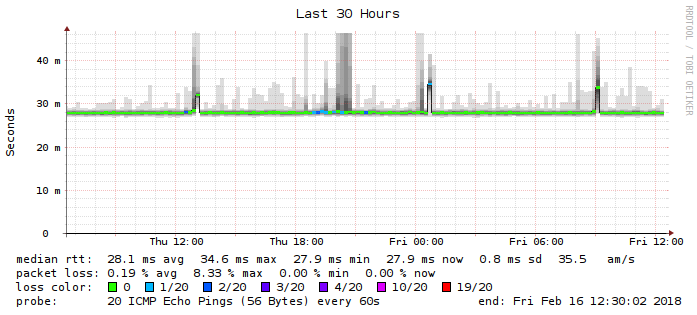 Last 30 Hours
RRDTOOL / TOBI OETIKER
Seconds
40 m
30 m
20 m
10 m
0
Thu 12:00 Thu 18:00 Fri 00:00 Fri 06:00 Fri 12:00
median rtt: 28.1 ms avg 34.6 ms max 27.9 ms min 27.9 ms now 0.8 ms sd 35.5 am/s
packet loss: 0.19 % avg 8.33 % max 0.00 % min 0.00 % now
loss color: 0 1/20 2/20 3/20 4/20 10/20 19/20
probe: 20 ICMP Echo Pings (56 Bytes) every 60s end: Fri Feb 16 12:30:02 2018